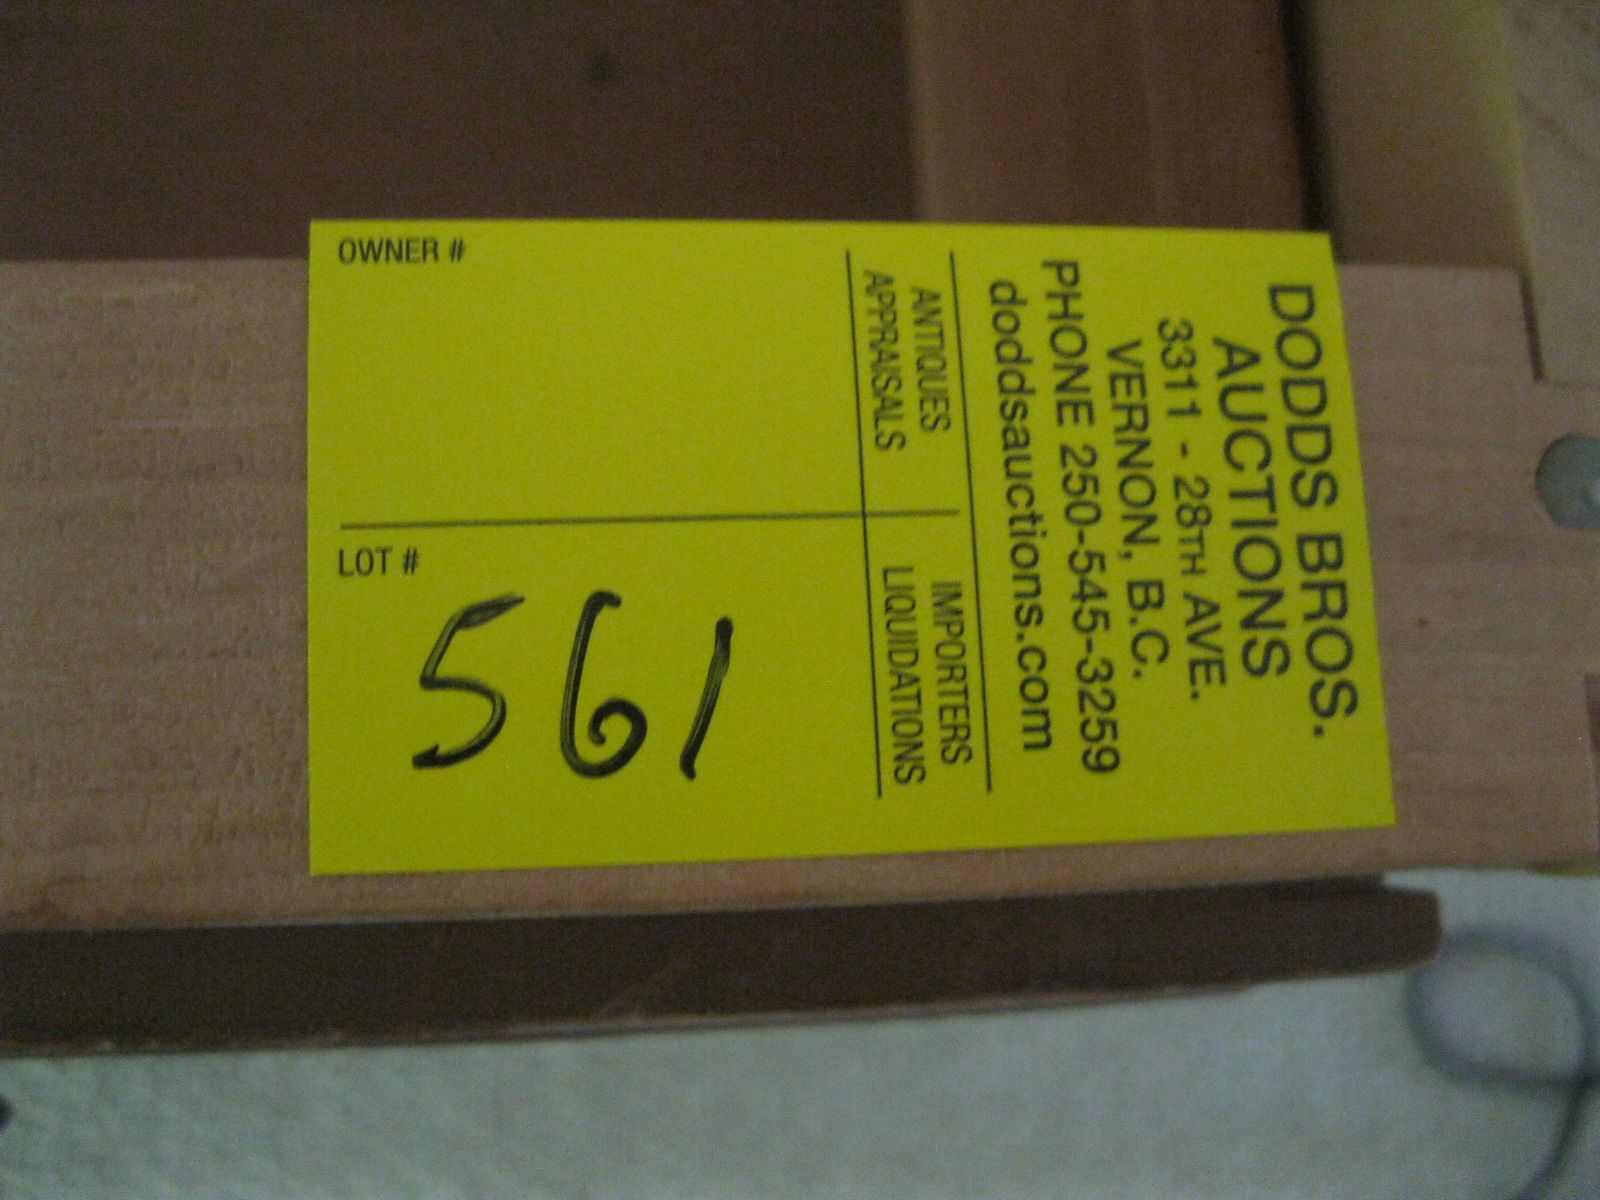 DODDS BROS.
AUCTIONS
3311 - 28TH AVE.
VERNON, B.C.
PHONE 250-545-3259
doddsauctions.com
ANTIQUES IMPORTERS
APPRAISALS LIQUIDATIONS
OWNER #
LOT #
561